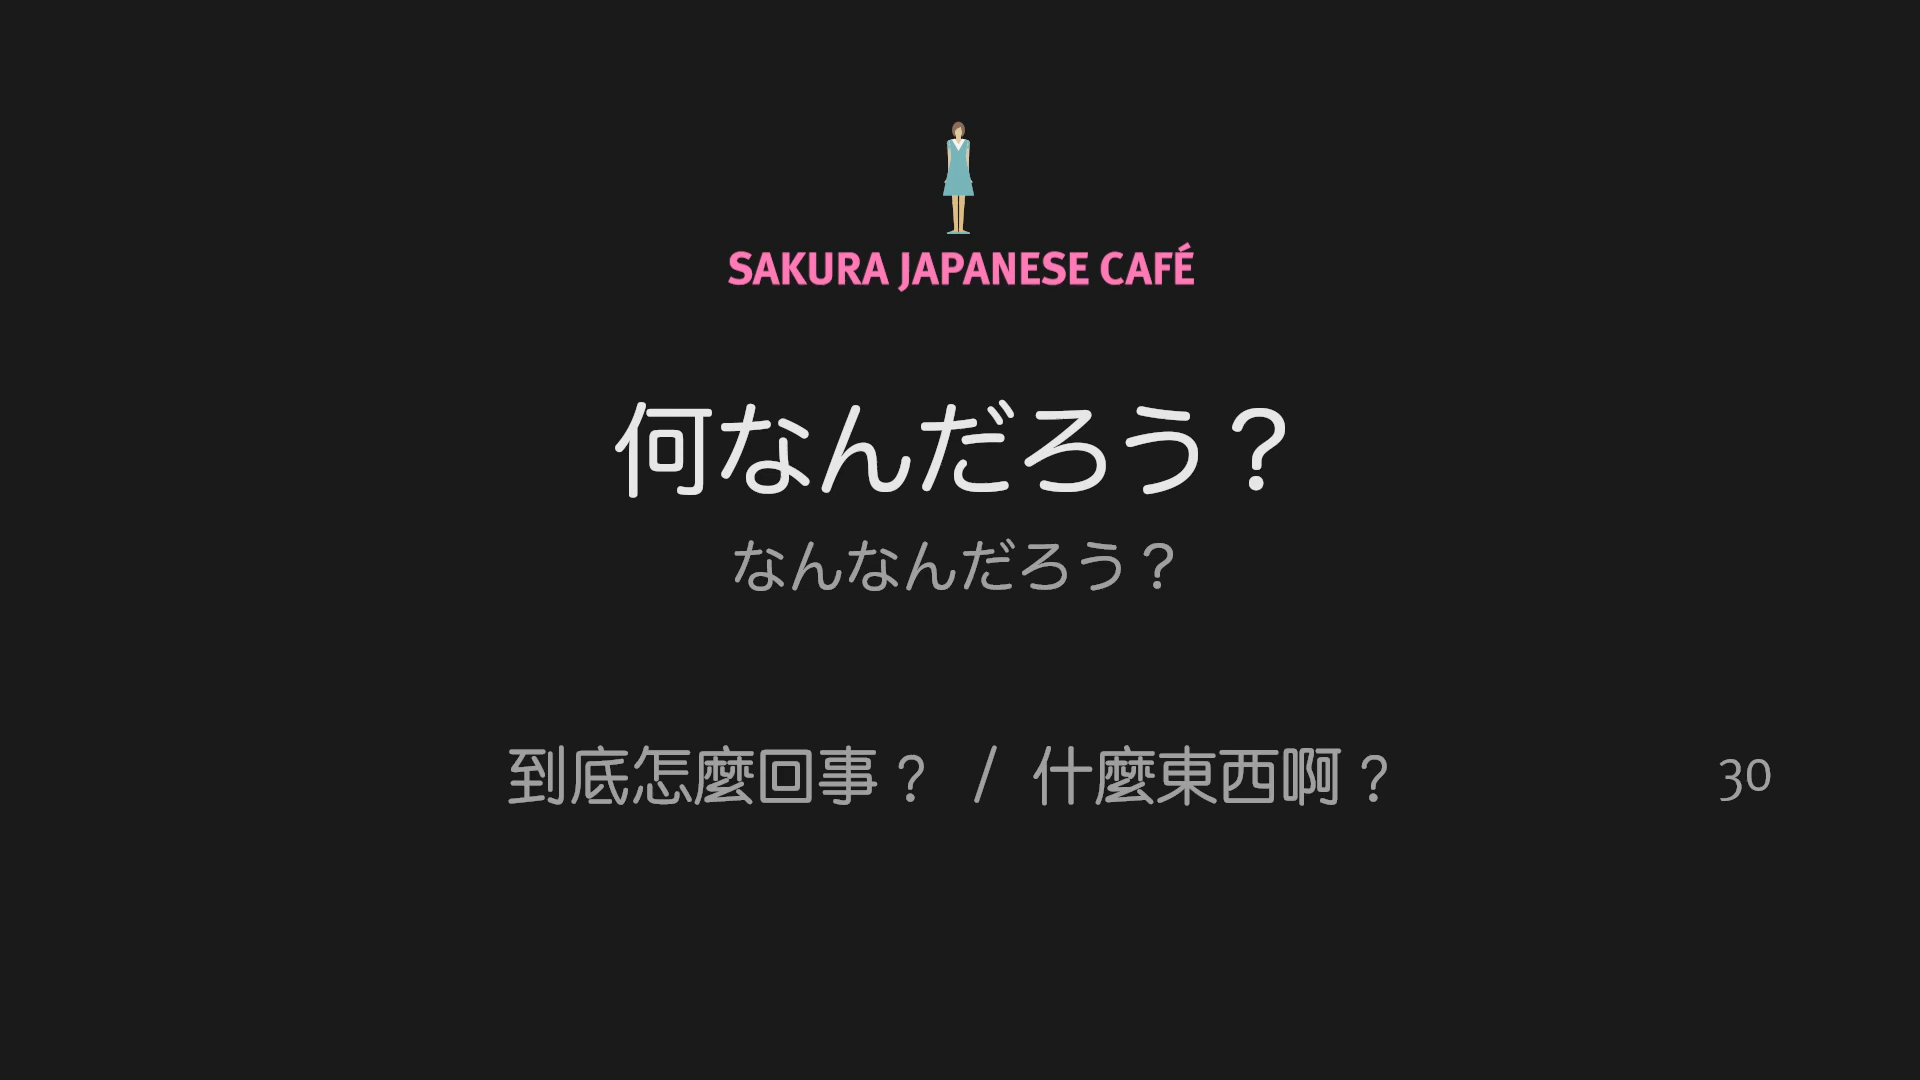 SAKURA JAPANESE CAFÉ
何なんだろう？
なんなんだろう？
到底怎麼回事？ / 什麼東西啊？
30